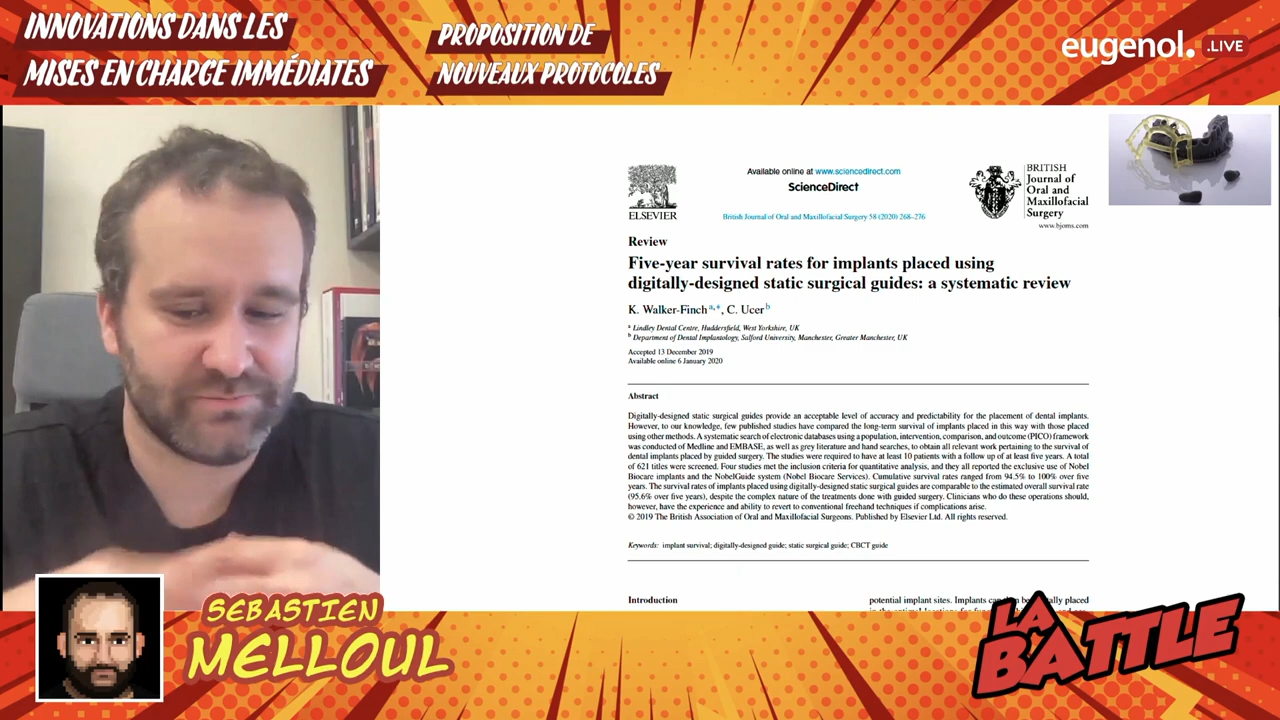 INNOVATIONS DANS LES
MISES EN CHARGE IMMÉDIATES
PROPOSITION DE
NOUVEAUX PROTOCOLES
eugenol. .LIVE
ELSEVIER
Available online at www.sciencedirect.com
ScienceDirect
British Journal of Oral and Maxillofacial Surgery 58 (2020) 268–276
BRITISH
Journal of
Oral and
Maxillofacial
Surgery
www.bjoms.com
Review
Five-year survival rates for implants placed using
digitally-designed static surgical guides: a systematic review
K. Walker-Finch a,*, C. Ucer b
a Lindley Dental Centre, Huddersfield, West Yorkshire, UK
b Department of Dental Implantology, Salford University, Manchester, Greater Manchester, UK
Accepted 13 December 2019
Available online 6 January 2020
Abstract
Digitally-designed static surgical guides provide an acceptable level of accuracy and predictability for the placement of dental implants.
However, to our knowledge, few published studies have compared the long-term survival of implants placed in this way with those placed
using other methods. A systematic search of electronic databases using a population, intervention, comparison, and outcome (PICO) framework
was conducted of Medline and EMBASE, as well as grey literature and hand searches, to obtain all relevant work pertaining to the survival of
dental implants placed by guided surgery. The studies were required to have at least 10 patients with a follow up of at least five years. A total
of 621 titles were screened. Four studies met the inclusion criteria for quantitative analysis, and they all reported the exclusive use of Nobel
Biocare implants and the NobelGuide system (Nobel Biocare Services). Cumulative survival rates ranged from 94.5% to 100% over five
years. The survival rates of implants placed using digitally-designed static surgical guides are comparable to the estimated overall survival rate
(95.6% over five years), despite the complex nature of the treatments done with guided surgery. Clinicians who do these operations should,
however, have the experience and ability to revert to conventional freehand techniques if complications arise.
© 2019 The British Association of Oral and Maxillofacial Surgeons. Published by Elsevier Ltd. All rights reserved.
Keywords: implant survival; digitally-designed guide; static surgical guide; CBCT guide
Introduction
potential implant sites. Implants can placed
SEBASTIEN
MELLOUL
LA
BATTLE